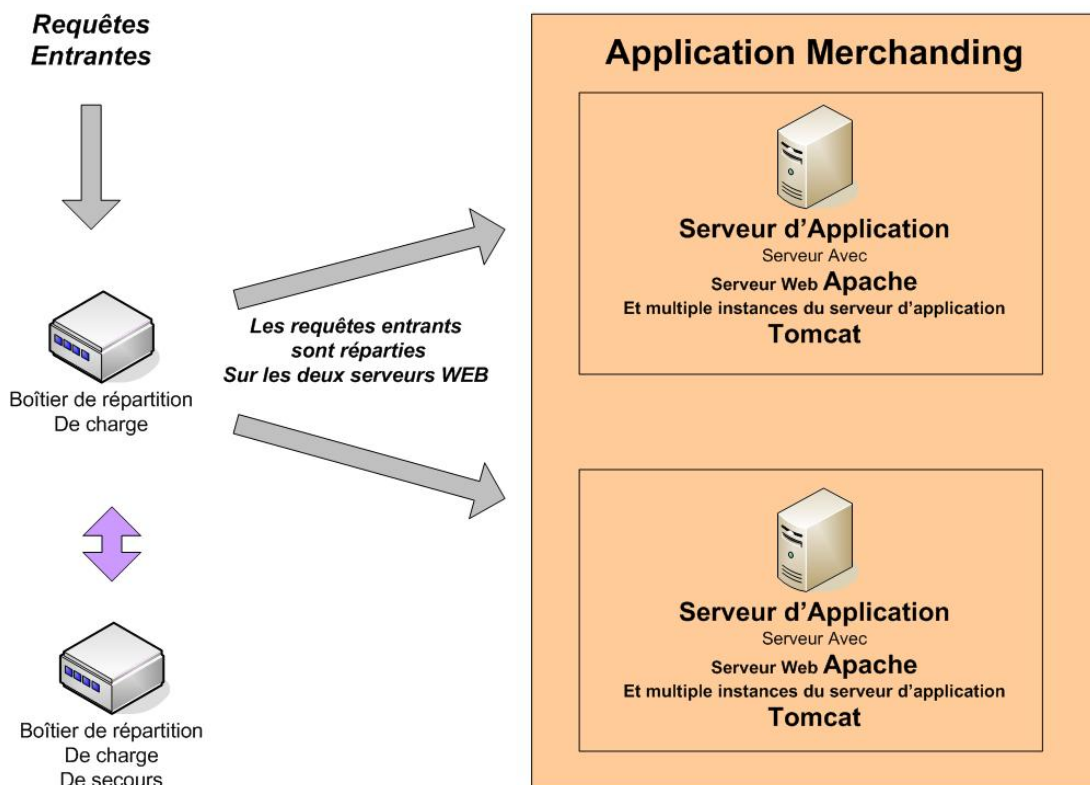 Requêtes
Entrantes
Application Merchanding
Serveur d’Application
Serveur Avec
Serveur Web Apache
Et multiple instances du serveur d’application
Tomcat
Les requêtes entrants
sont réparties
Sur les deux serveurs WEB
Boîtier de répartition
De charge
Serveur d’Application
Serveur Avec
Serveur Web Apache
Et multiple instances du serveur d’application
Tomcat
Boîtier de répartition
De charge
De secours